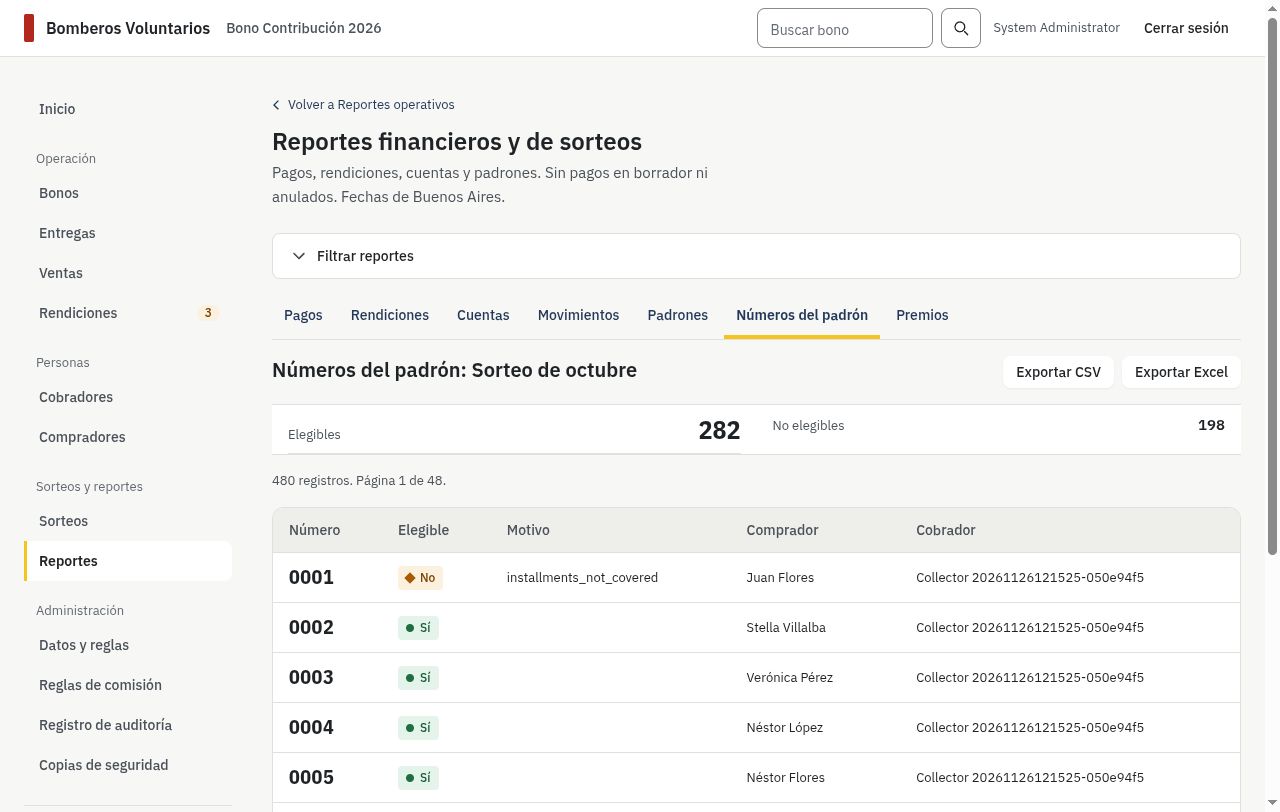 Bomberos Voluntarios
Bono Contribución 2026
Buscar bono
System Administrator
Cerrar sesión
Inicio
Operación
Bonos
Entregas
Ventas
Rendiciones 3
Personas
Cobradores
Compradores
Sorteos y reportes
Sorteos
Reportes
Administración
Datos y reglas
Reglas de comisión
Registro de auditoría
Copias de seguridad
Volver a Reportes operativos
Reportes financieros y de sorteos
Pagos, rendiciones, cuentas y padrones. Sin pagos en borrador ni
anulados. Fechas de Buenos Aires.
Filtrar reportes
Pagos Rendiciones Cuentas Movimientos Padrones Números del padrón Premios
Números del padrón: Sorteo de octubre
Exportar CSV Exportar Excel
Elegibles 282 No elegibles 198
480 registros. Página 1 de 48.
Número Elegible Motivo Comprador Cobrador
0001 No installments_not_covered Juan Flores Collector 20261126121525-050e94f5
0002 Sí Stella Villalba Collector 20261126121525-050e94f5
0003 Sí Verónica Pérez Collector 20261126121525-050e94f5
0004 Sí Néstor López Collector 20261126121525-050e94f5
0005 Sí Néstor Flores Collector 20261126121525-050e94f5